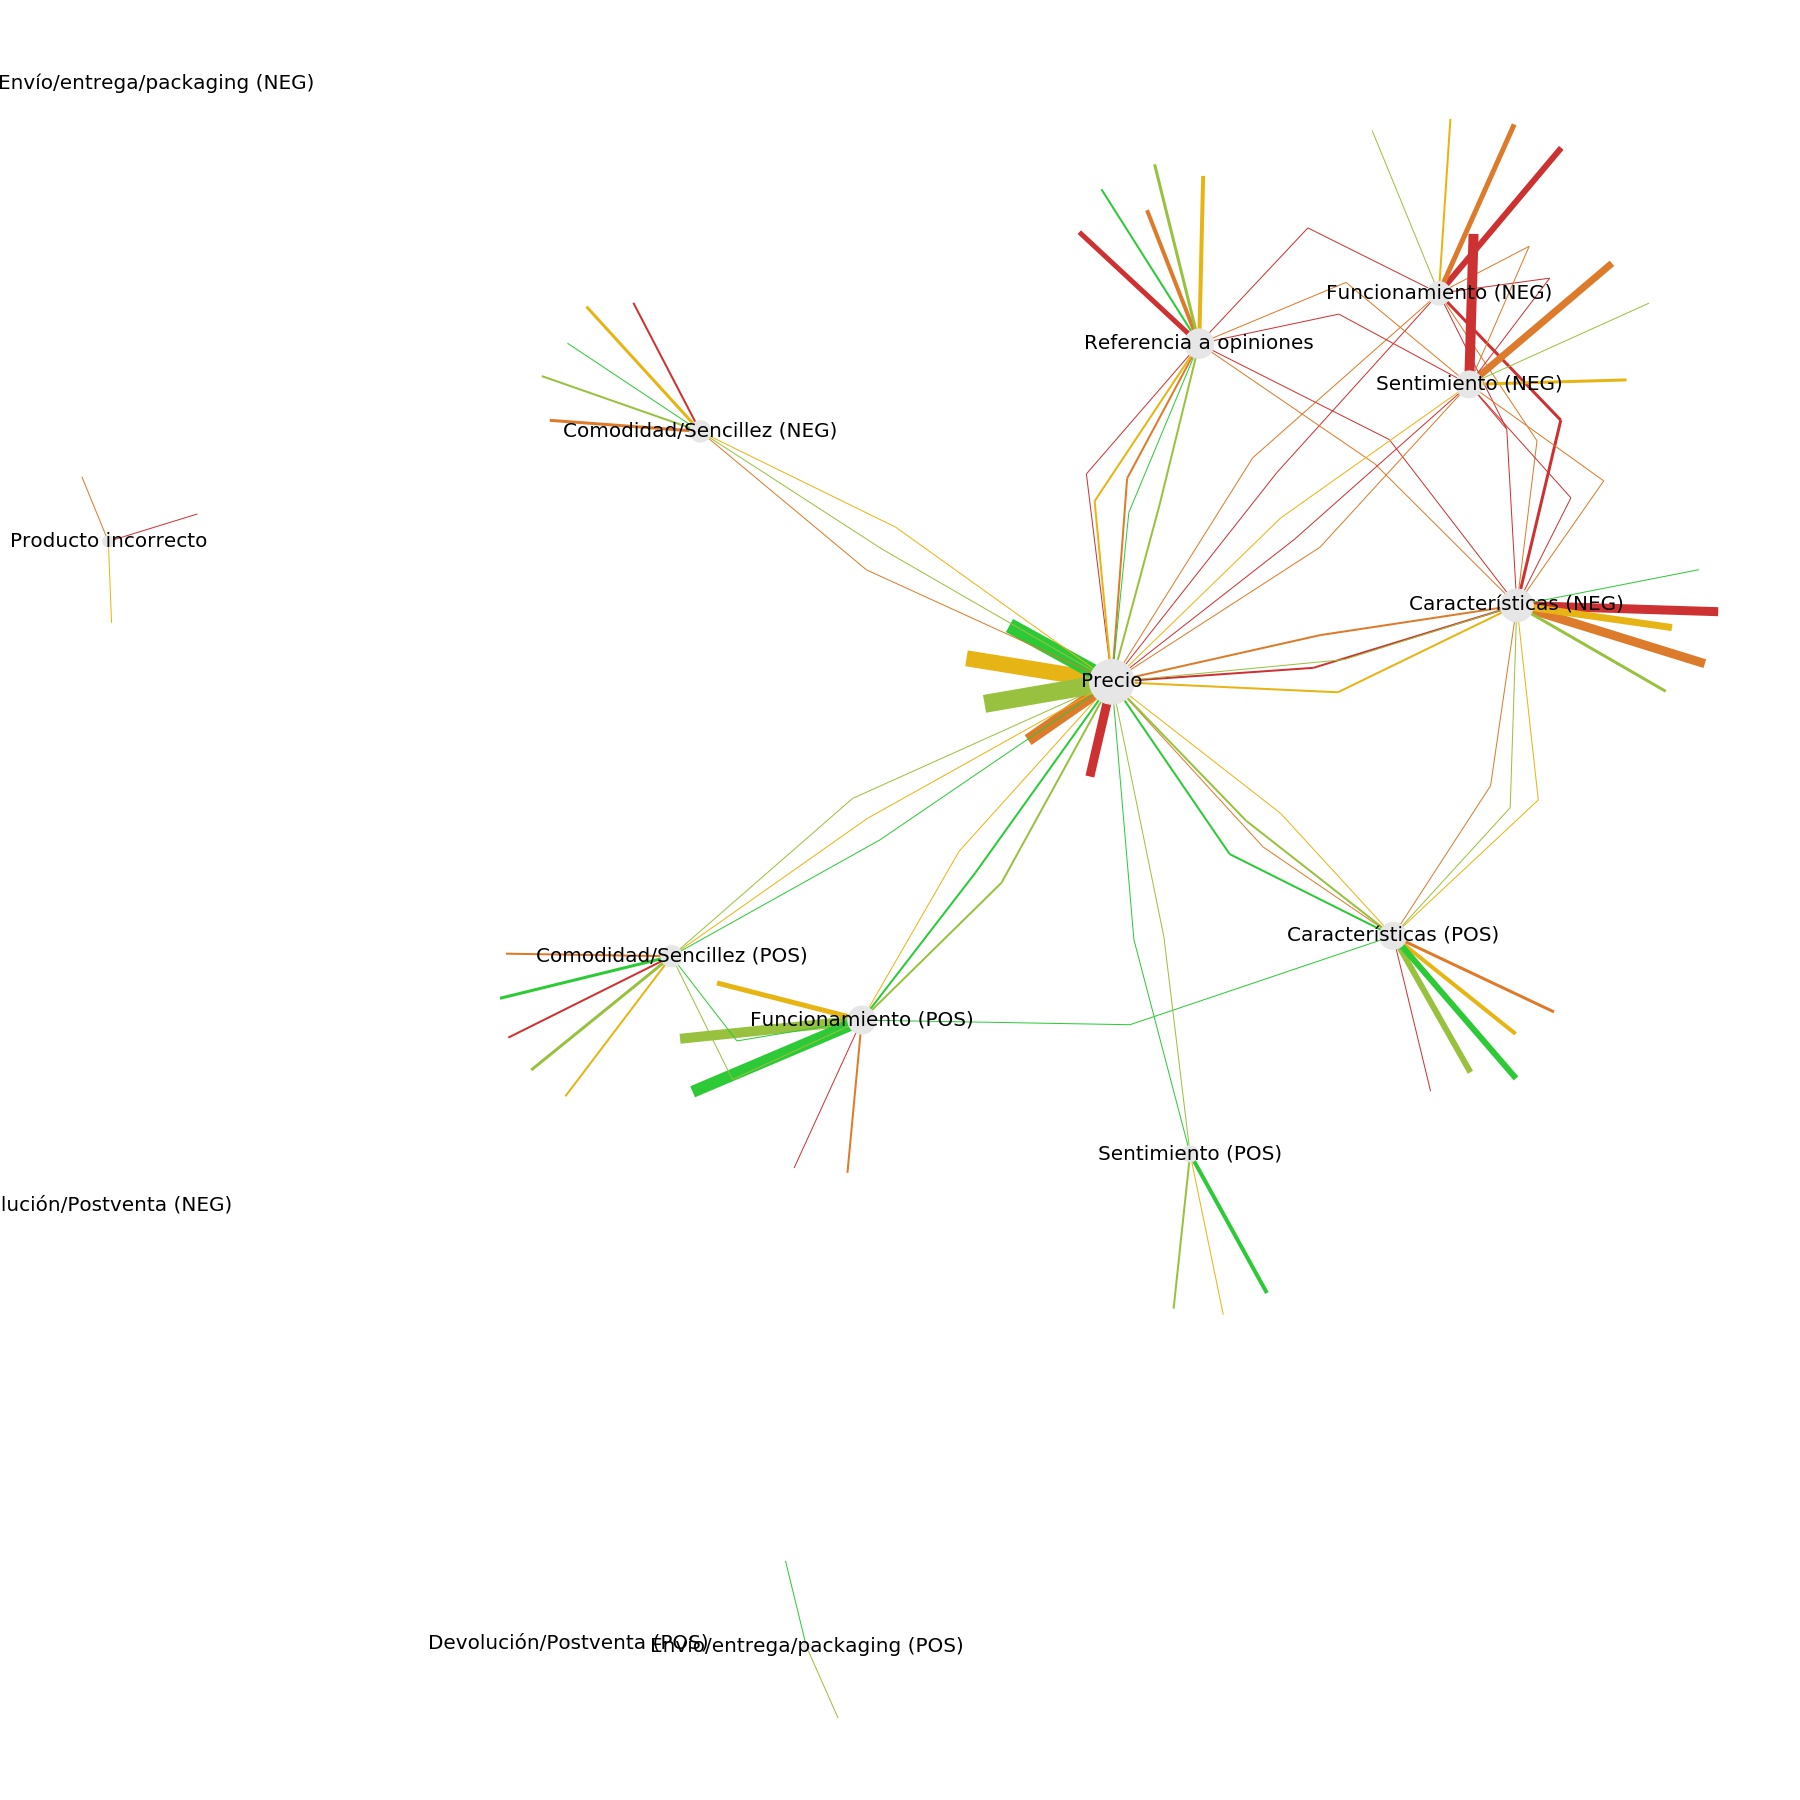 Envío/entrega/packaging (NEG)
Funcionamiento (NEG)
Referencia a opiniones
Sentimiento (NEG)
Comodidad/Sencillez (NEG)
Producto incorrecto
Características (NEG)
Precio
Características (POS)
Comodidad/Sencillez (POS)
Funcionamiento (POS)
Sentimiento (POS)
lución/Postventa (NEG)
Devolución/Postventa (POS)
Envío/entrega/packaging (POS)